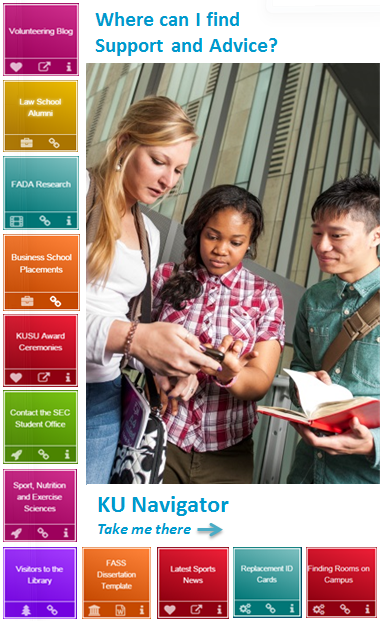 Where can I find
Support and Advice?
Volunteering Blog
Law School
Alumni
FADA Research
Business School
Placements
KUSU Award
Ceremonies
Contact the SEC
Student Office
Sport, Nutrition
and Exercise
Sciences
KU Navigator
Take me there
Visitors to the
Library
FASS
Dissertation
Template
Latest Sports
News
Replacement ID
Cards
Finding Rooms on
Campus